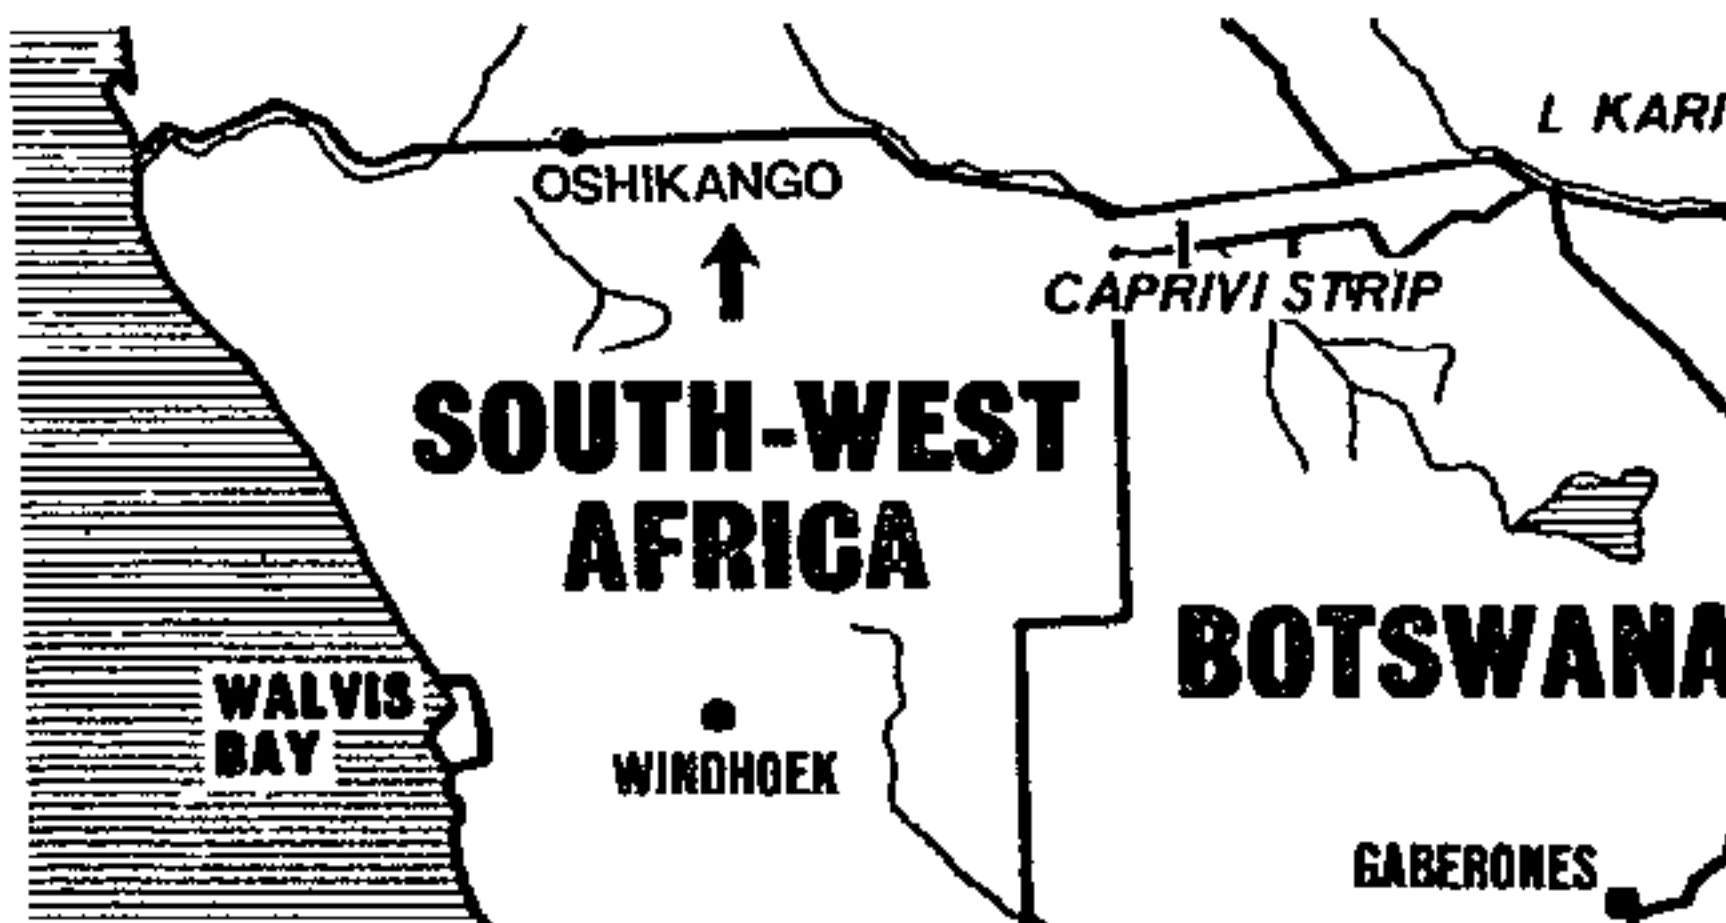 L KARI
OSHIKANGO
CAPRIVI STRIP
SOUTH-WEST
AFRICA
BOTSWANA
WALVIS
BAY
WINDHOEK
GABERONES